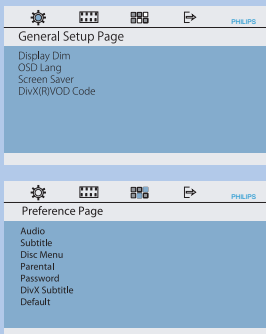 PHILIPS
General Setup Page
Display Dim
OSD Lang
Screen Saver
DivX(R)VOD Code
PHILIPS
Preference Page
Audio
Subtitle
Disc Menu
Parental
Password
DivX Subtitle
Default